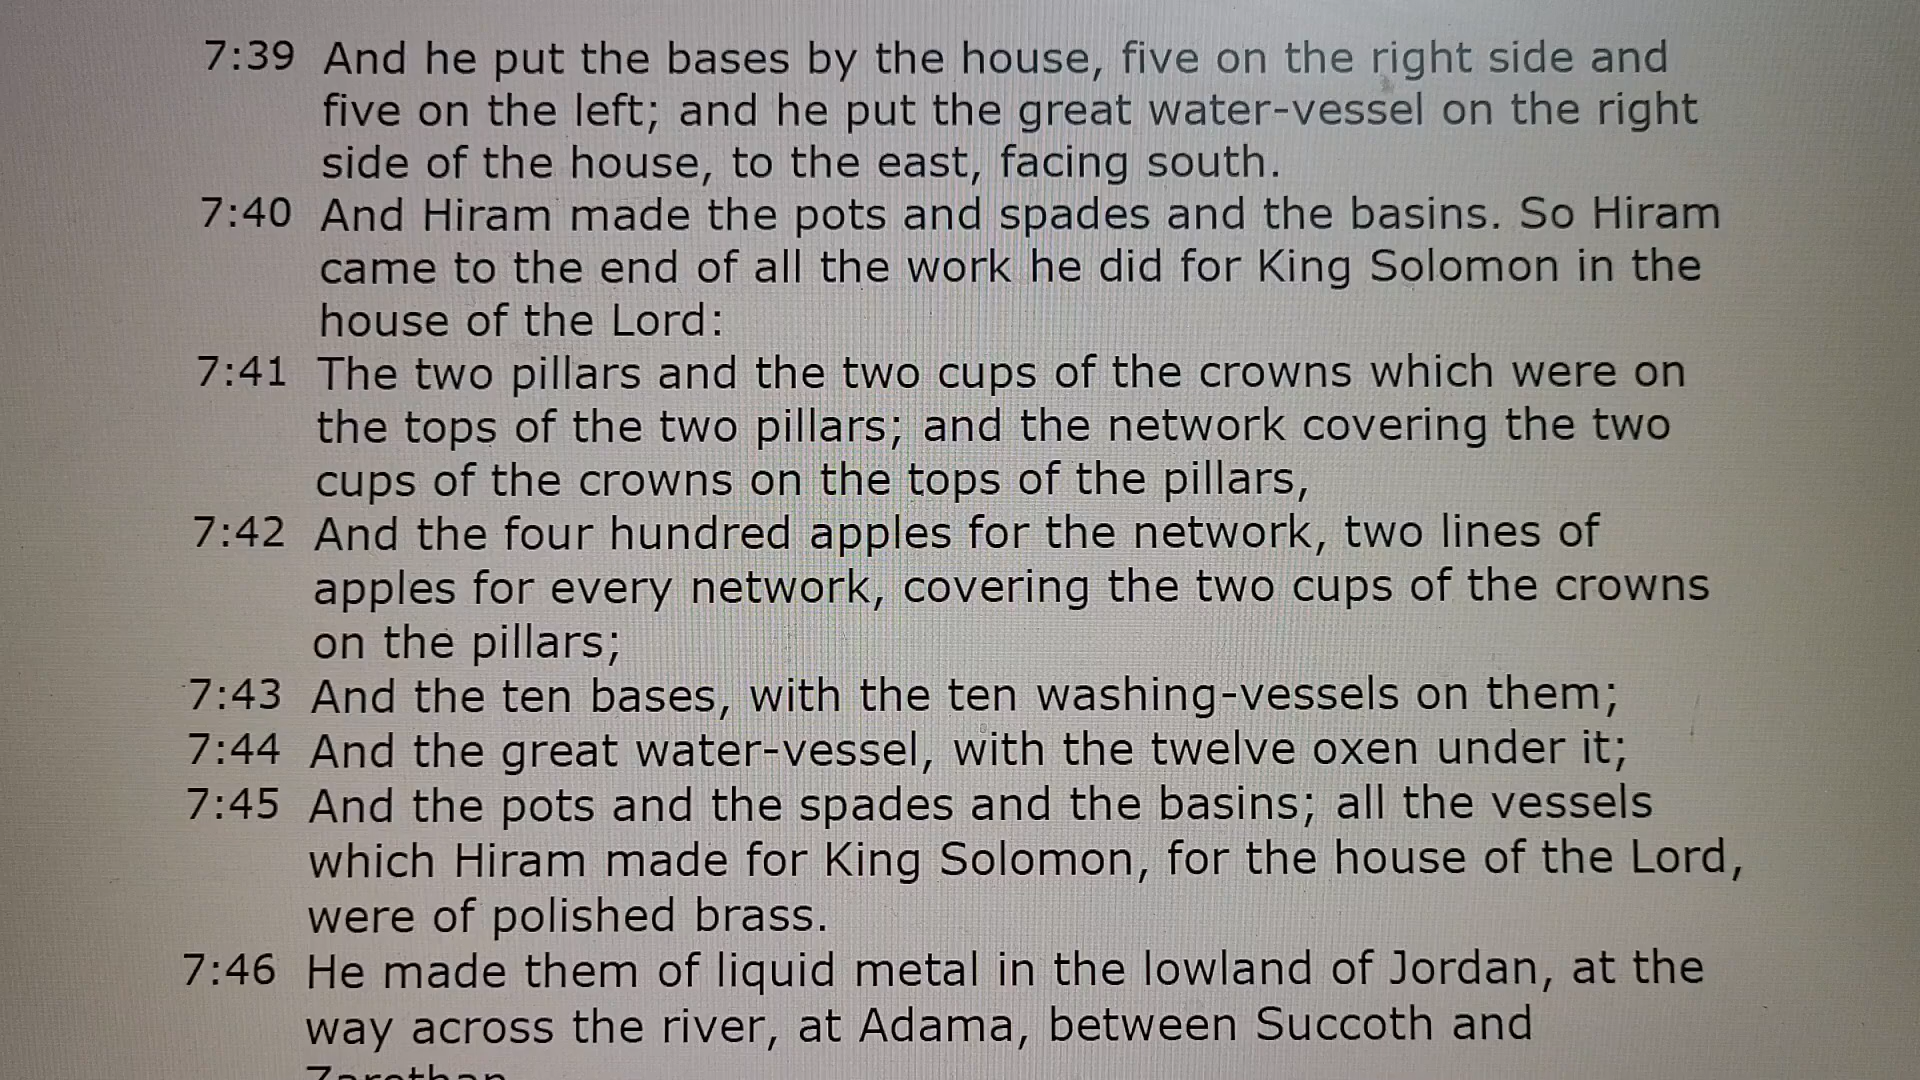 7:39 And he put the bases by the house, five on the right side and
five on the left; and he put the great water-vessel on the right
side of the house, to the east, facing south.
7:40 And Hiram made the pots and spades and the basins. So Hiram
came to the end of all the work he did for King Solomon in the
house of the Lord:
7:41 The two pillars and the two cups of the crowns which were on
the tops of the two pillars; and the network covering the two
cups of the crowns on the tops of the pillars,
7:42 And the four hundred apples for the network, two lines of
apples for every network, covering the two cups of the crowns
on the pillars;
7:43 And the ten bases, with the ten washing-vessels on them;
7:44 And the great water-vessel, with the twelve oxen under it;
7:45 And the pots and the spades and the basins; all the vessels
which Hiram made for King Solomon, for the house of the Lord,
were of polished brass.
7:46 He made them of liquid metal in the lowland of Jordan, at the
way across the river, at Adama, between Succoth and
Zarethan